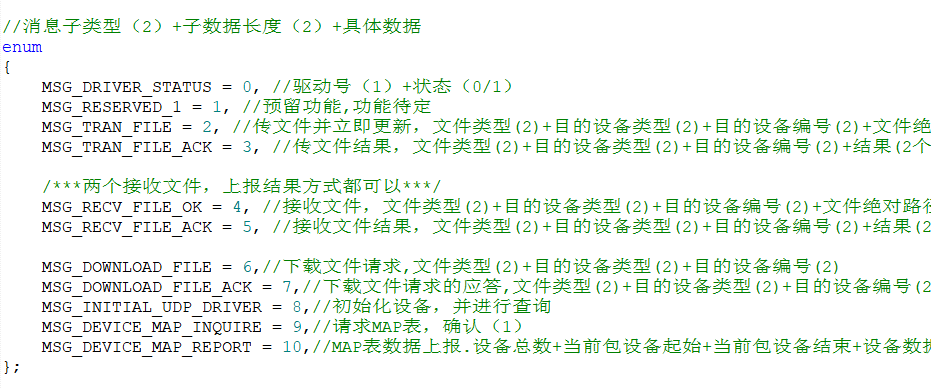 //消息子类型（2）+子数据长度（2）+具体数据
enum
{
MSG_DRIVER_STATUS = 0, //驱动号（1）+状态（0/1）
MSG_RESERVED_1 = 1, //预留功能,功能待定
MSG_TRAN_FILE = 2, //传文件并立即更新，文件类型(2)+目的设备类型(2)+目的设备编号(2)+文件绝
MSG_TRAN_FILE_ACK = 3, //传文件结果，文件类型(2)+目的设备类型(2)+目的设备编号(2)+结果(2个
/***两个接收文件，上报结果方式都可以***/
MSG_RECV_FILE_OK = 4, //接收文件，文件类型(2)+目的设备类型(2)+目的设备编号(2)+文件绝对路径
MSG_RECV_FILE_ACK = 5, //接收文件结果，文件类型(2)+目的设备类型(2)+目的设备编号(2)+结果(2
MSG_DOWNLOAD_FILE = 6,//下载文件请求,文件类型(2)+目的设备类型(2)+目的设备编号(2)
MSG_DOWNLOAD_FILE_ACK = 7,//下载文件请求的应答,文件类型(2)+目的设备类型(2)+目的设备编号(2
MSG_INITIAL_UDP_DRIVER = 8,//初始化设备，并进行查询
MSG_DEVICE_MAP_INQUIRE = 9,//请求MAP表，确认（1）
MSG_DEVICE_MAP_REPORT = 10,//MAP表数据上报.设备总数+当前包设备起始+当前包设备结束+设备数据
};